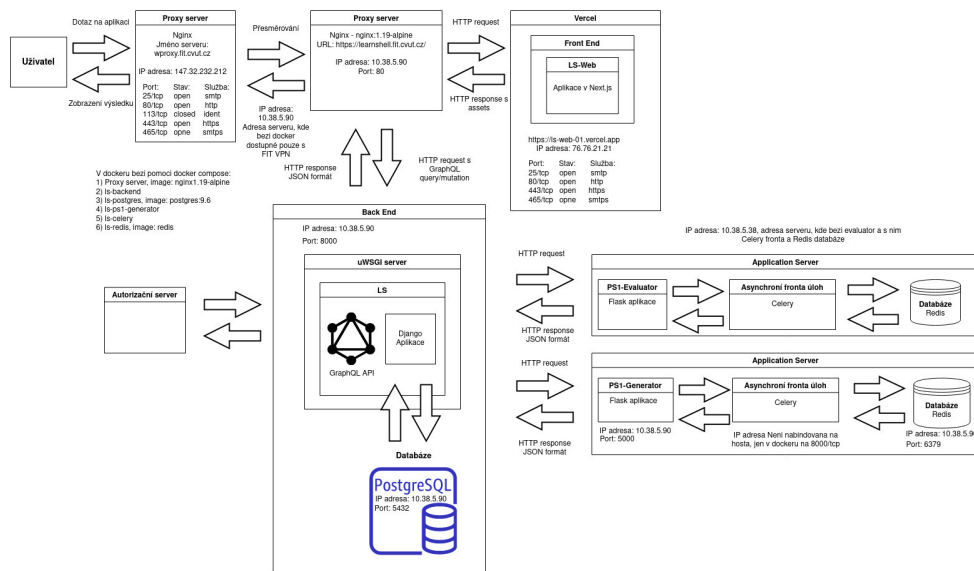 Uživatel
Dotaz na aplikaci
Zobrazení výsledku
Proxy server
Nginx
Jméno serveru:
wproxy.fit.cvut.cz
IP adresa: 147.32.232.212
Port: Stav: Služba:
25/tcp open smtp
80/tcp open http
113/tcp closed ident
443/tcp open https
465/tcp opne smtps
Přesměrování
IP adresa:
10.38.5.90
Adresa serveru, kde
bezi docker
dostupné pouze s
FIT VPN
Proxy server
Nginx - nginx:1.19-alpine
URL: https://learnshell.fit.cvut.cz/
IP adresa: 10.38.5.90
Port: 80
HTTP request
HTTP response s
assets
Vercel
Front End
LS-Web
Aplikace v Next.js
https://ls-web-01.vercel.app
IP adresa: 76.76.21.21
Port: Stav: Služba:
25/tcp open smtp
80/tcp open http
443/tcp open https
465/tcp opne smtps
HTTP response
JSON formát
HTTP request s
GraphQL
query/mutation
V dockeru bezi pomoci docker compose:
1) Proxy server, image: nginx1.19-alpine
2) ls-backend
3) ls-postgres, image: postgres:9.6
4) ls-ps1-generator
5) ls-celery
6) ls-redis, image: redis
Autorizační server
Back End
IP adresa: 10.38.5.90
Port: 8000
uWSGI server
LS
Django
Aplikace
GraphQL API
Databáze
PostgreSQL
IP adresa: 10.38.5.90
Port: 5432
IP adresa: 10.38.5.38, adresa serveru, kde bezi evaluator a s nim
Celery fronta a Redis databáze
HTTP request
HTTP response
JSON formát
Application Server
PS1-Evaluator
Flask aplikace
Asynchroní fronta úloh
Celery
Databáze
Redis
HTTP request
HTTP response
JSON formát
Application Server
PS1-Generator
Flask aplikace
IP adresa: 10.38.5.90
Port: 5000
Asynchroní fronta úloh
Celery
IP adresa Neni nabindovana na
hosta, jen v dockeru na 8000/tcp
Databáze
Redis
IP adresa: 10.38.5.90
Port: 6379